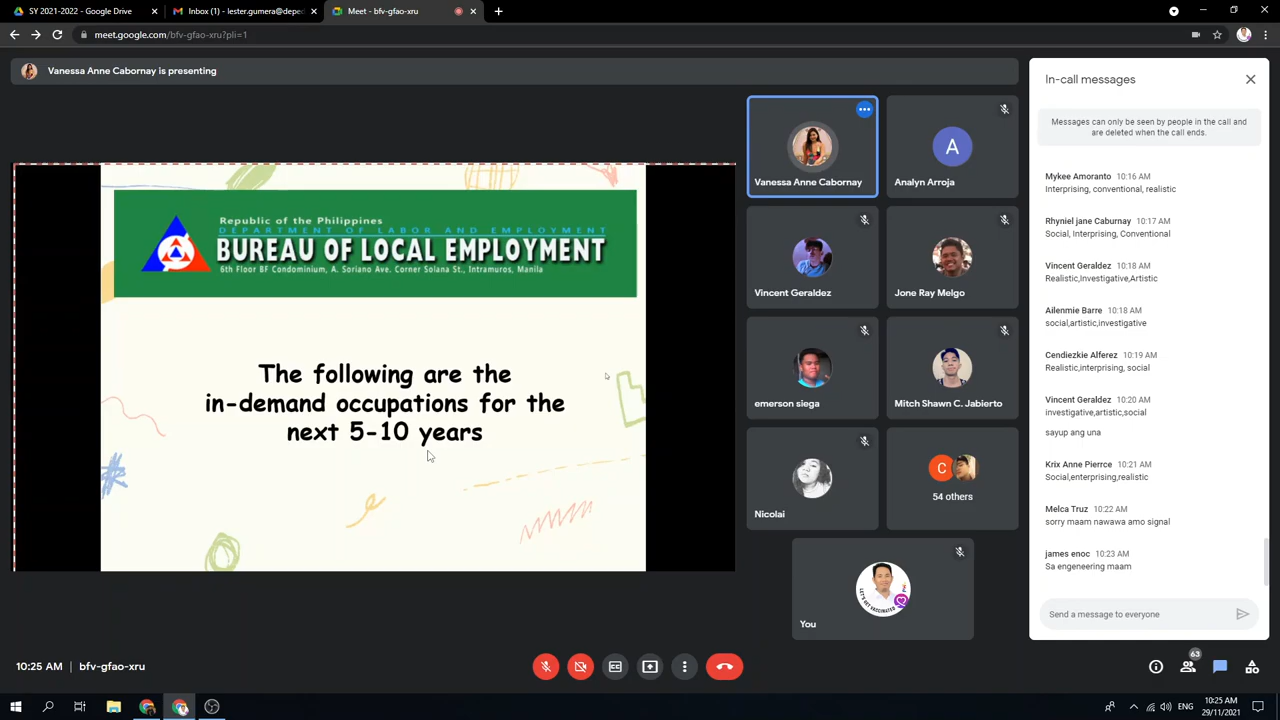 SY 2021-2022 - Google Drive
Inbox (1) - lester.gumera@deped
Meet - bfv-gfao-xru
meet.google.com/bfv-gfao-xru?pli=1
Vanessa Anne Cabornay is presenting
Republic of the Philippines
DEPARTMENT OF LABOR AND EMPLOYMENT
BUREAU OF LOCAL EMPLOYMENT
6th Floor BF Condominium, A. Soriano Ave. Corner Solana St., Intramuros, Manila
The following are the
in-demand occupations for the
next 5-10 years
Vanessa Anne Cabornay
A
Analyn Arroja
Vincent Geraldez
Jone Ray Melgo
emerson siega
Mitch Shawn C. Jabierto
Nicolai
C
54 others
LET'S GET VACCINATED
You
In-call messages
Messages can only be seen by people in the call and
are deleted when the call ends.
Mykee Amoranto 10:16 AM
Interprising, conventional, realistic
Rhyniel jane Caburnay 10:17 AM
Social, Interprising, Conventional
Vincent Geraldez 10:18 AM
Realistic,Investigative,Artistic
Ailenmie Barre 10:18 AM
social,artistic,investigative
Cendiezkie Alferez 10:19 AM
Realistic,interprising, social
Vincent Geraldez 10:20 AM
investigative,artistic,social
sayup ang una
Krix Anne Pierrce 10:21 AM
Social,enterprising,realistic
Melca Truz 10:22 AM
sorry maam nawawa amo signal
james enoc 10:23 AM
Sa engeneering maam
Send a message to everyone
10:25 AM | bfv-gfao-xru
63
ENG
10:25 AM
29/11/2021